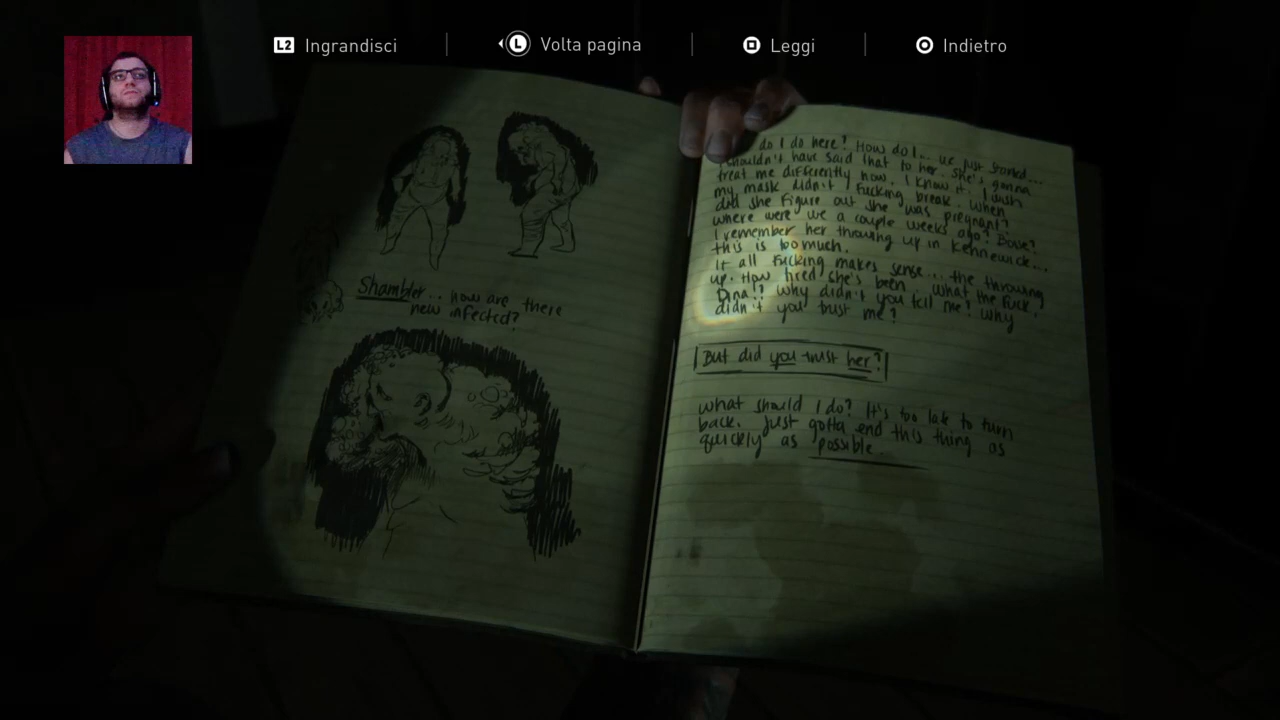 L2 Ingrandisci
L Volta pagina
Leggi
Indietro
Shambler.. how are there
new infected?
do I do here? How do I... we just started...
I shouldn't have said that to her. She's gonna
treat me differently now. I know it. I wish
my mask didn't fucking break. When
did she figure out she was pregnant?
where were we a couple weeks ago? Boise?
I remember her throwing up in Kennewick...
this is too much.
It all fucking makes sense... the throwing
up. How tired she's been.. what the fuck,
Dina!? Why didn't you tell me? Why
didn't you trust me?
But did you trust her?
what should I do? It's too late to turn
back. Just gotta end this thing as
quickly as possible.